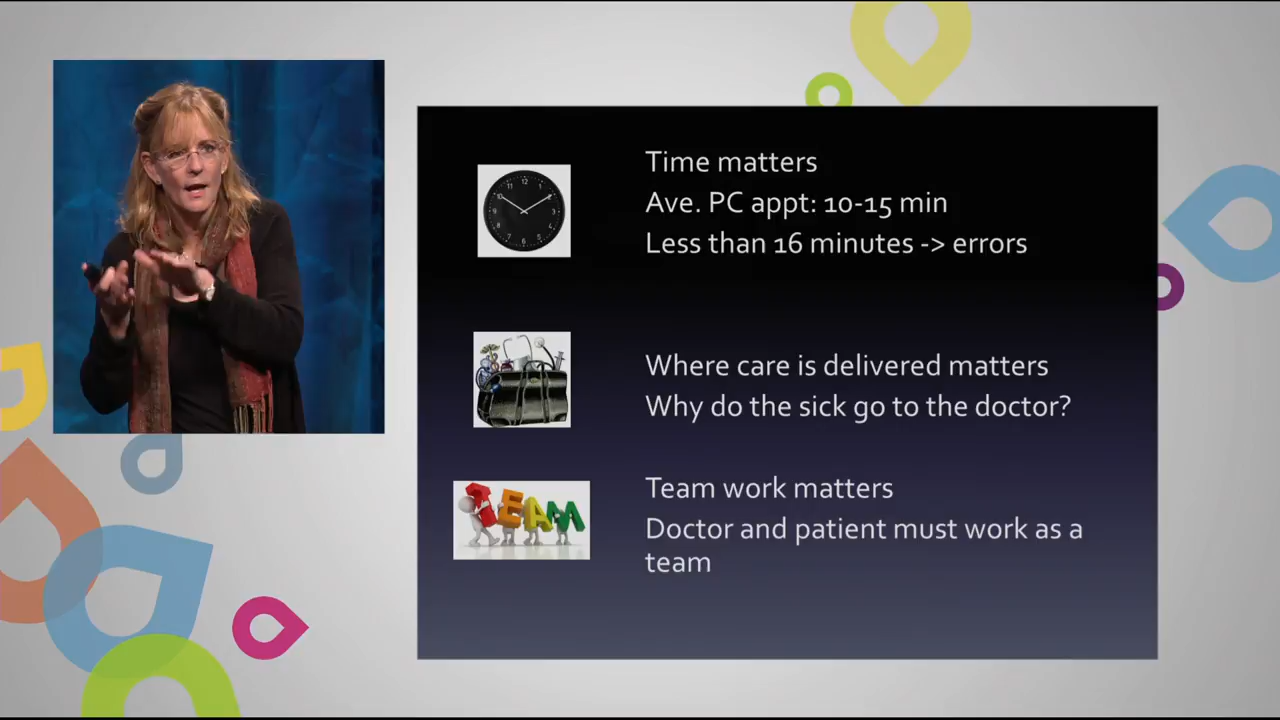 Time matters
Ave. PC appt: 10-15 min
Less than 16 minutes -> errors
Where care is delivered matters
Why do the sick go to the doctor?
TEAM
Team work matters
Doctor and patient must work as a
team